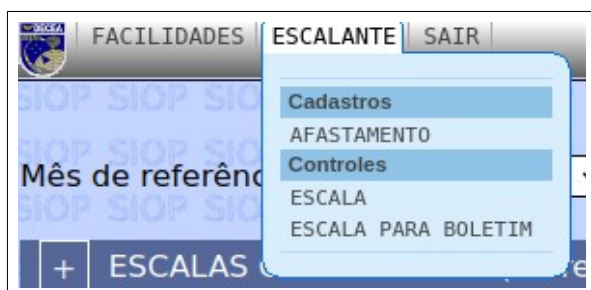 DECEA
FACILIDADES ESCALANTE SAIR
SIOP SIOP SIO
Cadastros
AFASTAMENTO
Controles
SIOP SIOP SIO
Mês de referênc
ESCALA
SIOP SIOP SIO
ESCALA PARA BOLETIM
+ ESCALAS